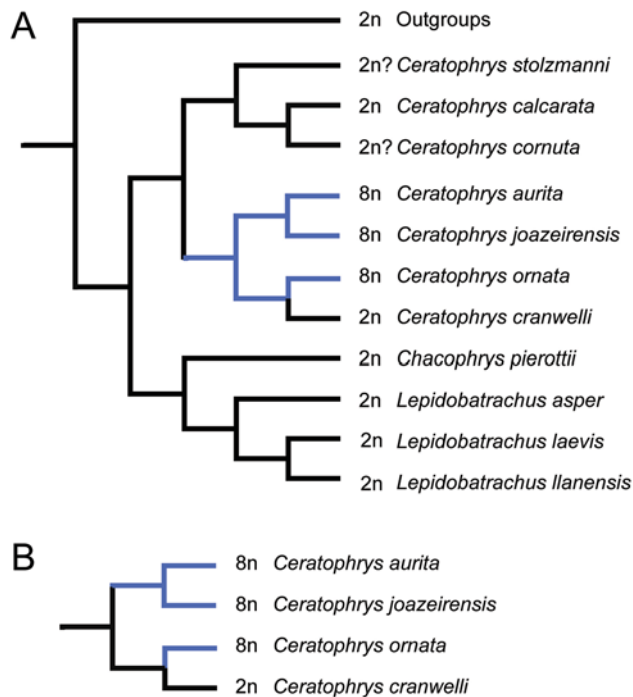 A
2n Outgroups
2n? Ceratophrys stolzmanni
2n Ceratophrys calcarata
2n? Ceratophrys cornuta
8n Ceratophrys aurita
8n Ceratophrys joazeirensis
8n Ceratophrys ornata
2n Ceratophrys cranwelli
2n Chacophrys pierottii
2n Lepidobatrachus asper
2n Lepidobatrachus laevis
2n Lepidobatrachus llanensis
B
8n Ceratophrys aurita
8n Ceratophrys joazeirensis
8n Ceratophrys ornata
2n Ceratophrys cranwelli